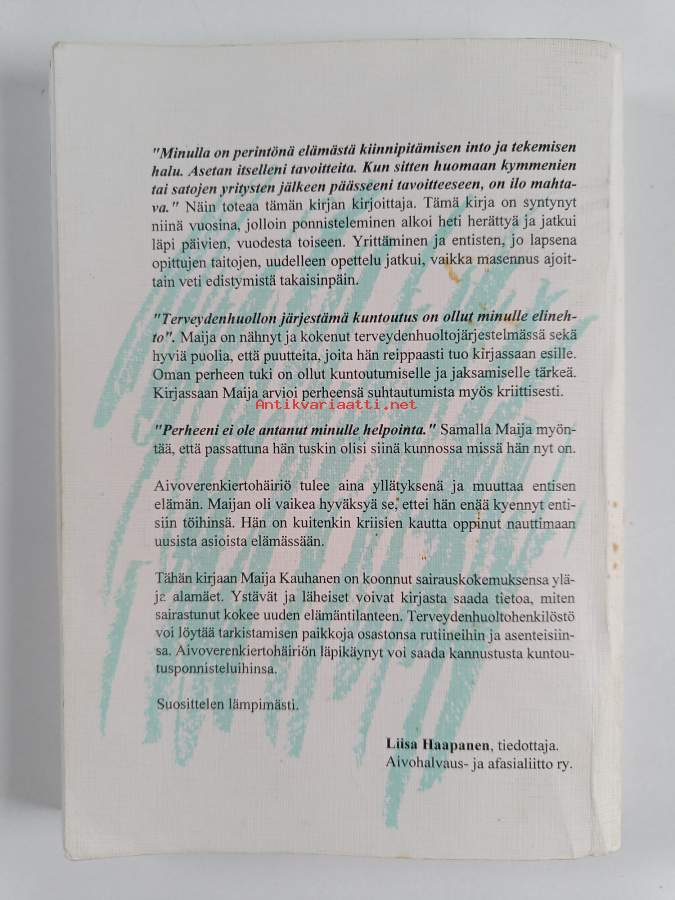 "Minulla on perintönä elämästä kiinnipitämisen into ja tekemisen
halu. Asetan itselleni tavoitteita. Kun sitten huomaan kymmenien
tai satojen yritysten jälkeen päässeeni tavoitteeseen, on ilo mahta-
va." Näin toteaa tämän kirjan kirjoittaja. Tämä kirja on syntynyt
niinä vuosina, jolloin ponnisteleminen alkoi heti herättyä ja jatkui
läpi päivien, vuodesta toiseen. Yrittäminen ja entisten, jo lapsena
opittujen taitojen, uudelleen opettelu jatkui, vaikka masennus ajoit-
tain veti edistymistä takaisinpäin.
"Terveydenhuollon järjestämä kuntoutus on ollut minulle elineh-
to". Maija on nähnyt ja kokenut terveydenhuoltojärjestelmässä sekä
hyviä puolia, että puutteita, joita hän reippaasti tuo kirjassaan esille.
Oman perheen tuki on ollut kuntoutumiselle ja jaksamiselle tärkeä.
Kirjassaan Maija arvioi perheensä suhtautumista myös kriittisesti.
Antikvariaatti.net
"Perheeni ei ole antanut minulle helpointa." Samalla Maija myön-
tää, että passattuna hän tuskin olisi siinä kunnossa missä hän nyt on.
Aivoverenkiertohäiriö tulee aina yllätyksenä ja muuttaa entisen
elämän. Maijan oli vaikea hyväksyä se, ettei hän enää kyennyt enti-
siin töihinsä. Hän on kuitenkin kriisien kautta oppinut nauttimaan
uusista asioista elämässään.
Tähän kirjaan Maija Kauhanen on koonnut sairauskokemuksensa ylä-
ja alamäet. Ystävät ja läheiset voivat kirjasta saada tietoa, miten
sairastunut kokee uuden elämäntilanteen. Terveydenhuoltohenkilöstö
voi löytää tarkistamisen paikkoja osastonsa rutiineihin ja asenteisiin-
sa. Aivoverenkiertohäiriön läpikäynyt voi saada kannustusta kuntou-
tusponnisteluihinsa.
Suosittelen lämpimästi.
Liisa Haapanen, tiedottaja.
Aivohalvaus- ja afasialiitto ry.